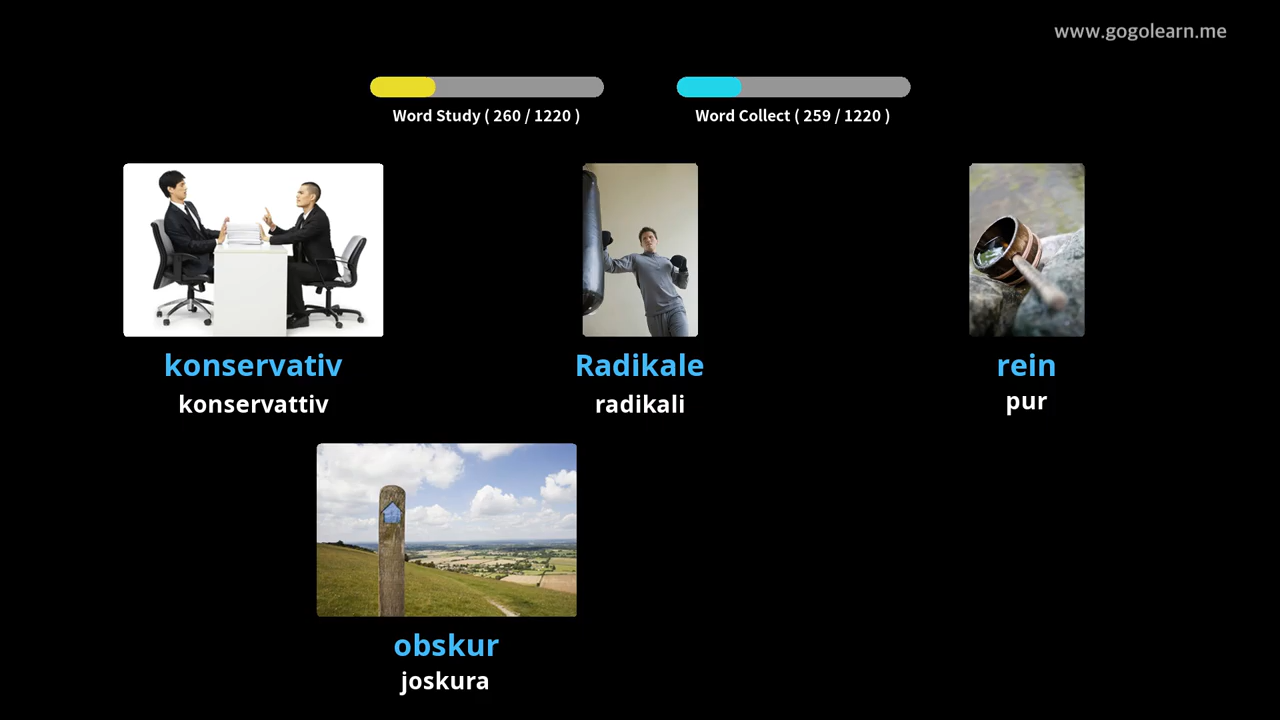 www.gogolearn.me
Word Study ( 260 / 1220 )
Word Collect ( 259 / 1220 )
konservativ
konservattiv
Radikale
radikali
rein
pur
obskur
joskura